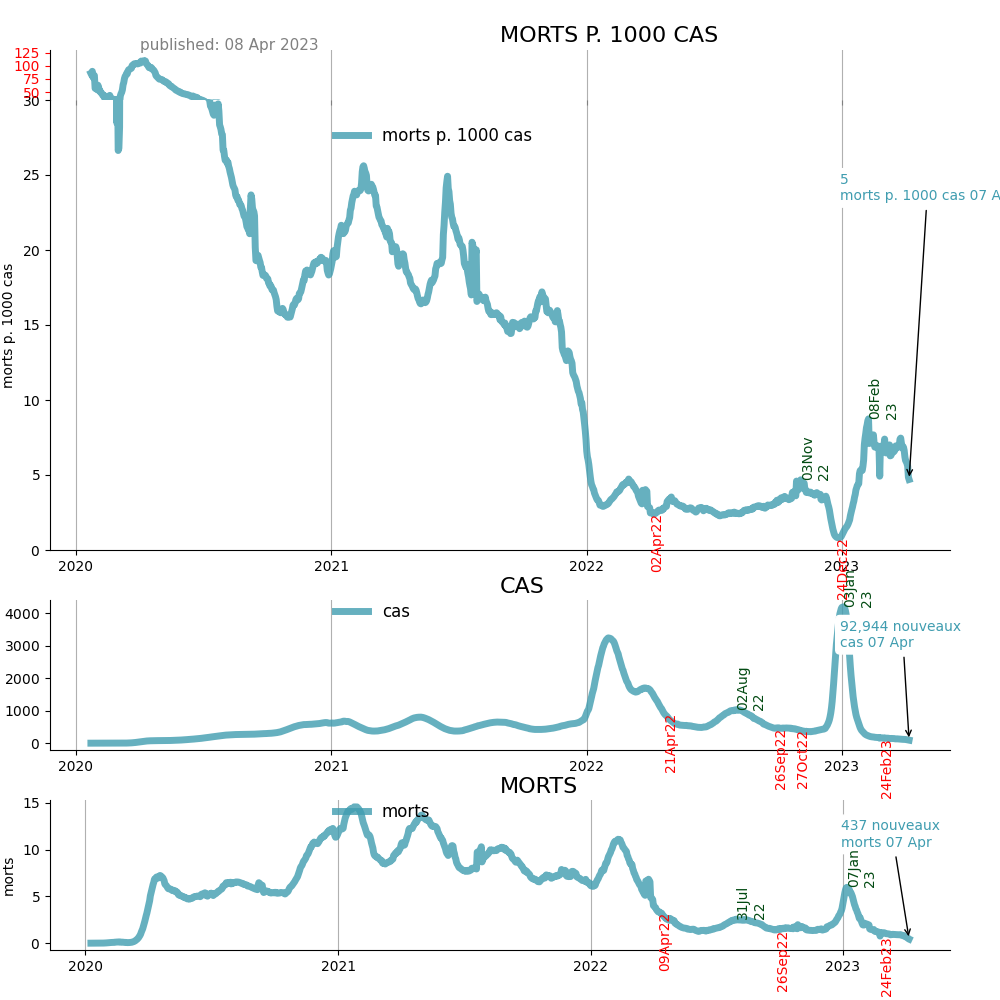 MORTS P. 1000 CAS
published: 08 Apr 2023
125
100
75
50
30
25
20
15
10
5
0
morts p. 1000 cas
morts p. 1000 cas
5
morts p. 1000 cas 07 A
02Apr22
03Nov
22
24Dec22
08Feb
23
2020
2021
2022
2023
CAS
4000
3000
2000
1000
0
cas
03Jan
23
92,944 nouveaux
cas 07 Apr
21Apr22
02Aug
22
26Sep22
27Oct22
24Feb23
2020
2021
2022
2023
MORTS
15
10
5
0
morts
morts
437 nouveaux
morts 07 Apr
09Apr22
31Jul
22
26Sep22
07Jan
23
24Feb23
2020
2021
2022
2023